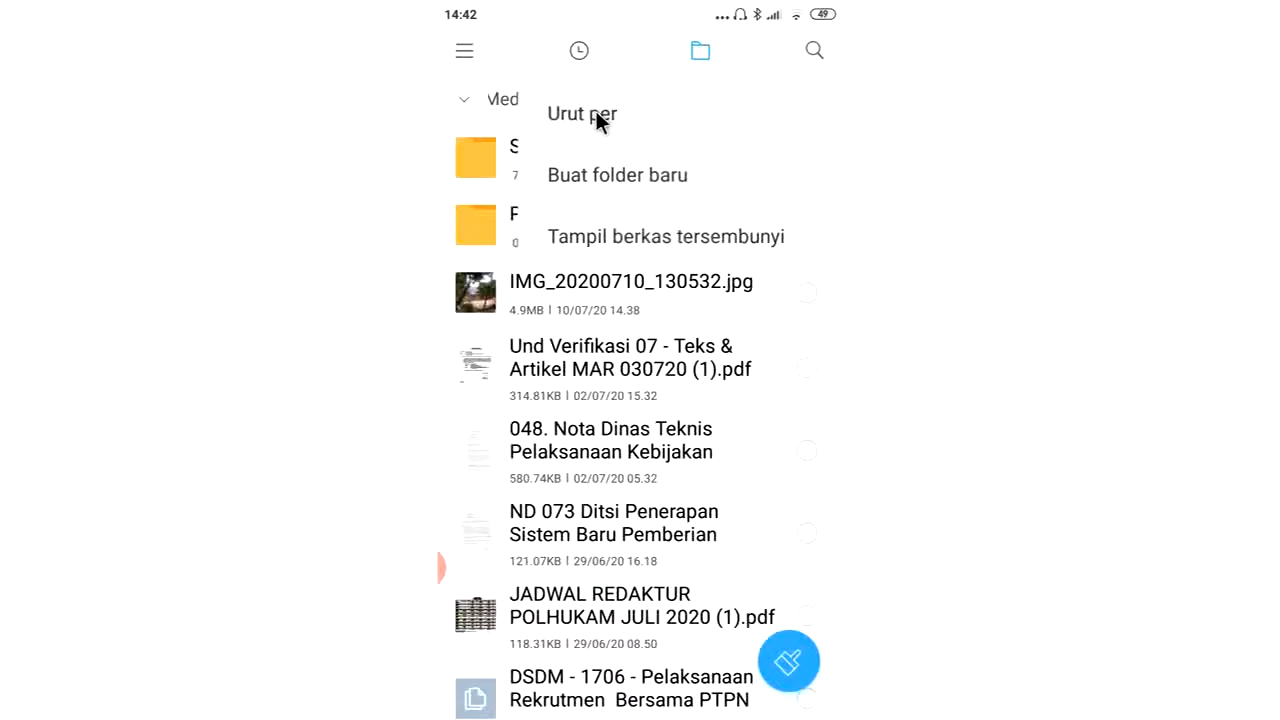 14:42
49
Med
Urut per
S
7
Buat folder baru
F
0
Tampil berkas tersembunyi
IMG_20200710_130532.jpg
4.9MB | 10/07/20 14.38
Und Verifikasi 07 - Teks &
Artikel MAR 030720 (1).pdf
314.81KB | 02/07/20 15.32
048. Nota Dinas Teknis
Pelaksanaan Kebijakan
580.74KB | 02/07/20 05.32
ND 073 Ditsi Penerapan
Sistem Baru Pemberian
121.07KB | 29/06/20 16.18
JADWAL REDAKTUR
POLHUKAM JULI 2020 (1).pdf
118.31KB | 29/06/20 08.50
DSDM - 1706 - Pelaksanaan
Rekrutmen Bersama PTPN